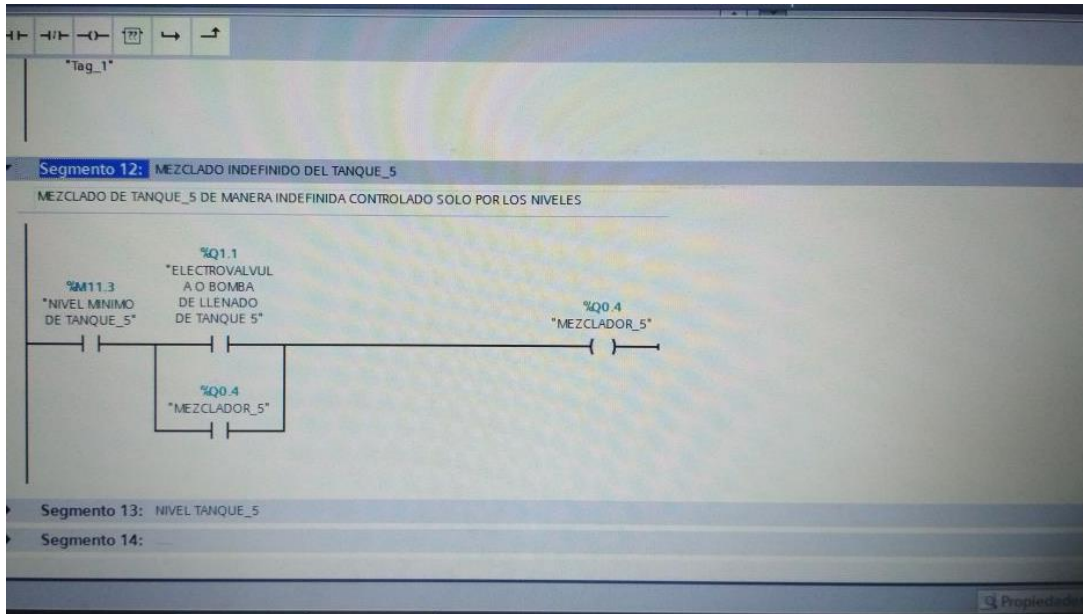 "Tag_1"
Segmento 12: MEZCLADO INDEFINIDO DEL TANQUE_5
MEZCLADO DE TANQUE_5 DE MANERA INDEFINIDA CONTROLADO SOLO POR LOS NIVELES
%M11.3
"NIVEL MINIMO
DE TANQUE_5"
%Q1.1
"ELECTROVALVUL
A O BOMBA
DE LLENADO
DE TANQUE 5"
%Q0.4
"MEZCLADOR_5"
%Q0.4
"MEZCLADOR_5"
Segmento 13: NIVEL TANQUE_5
Segmento 14: